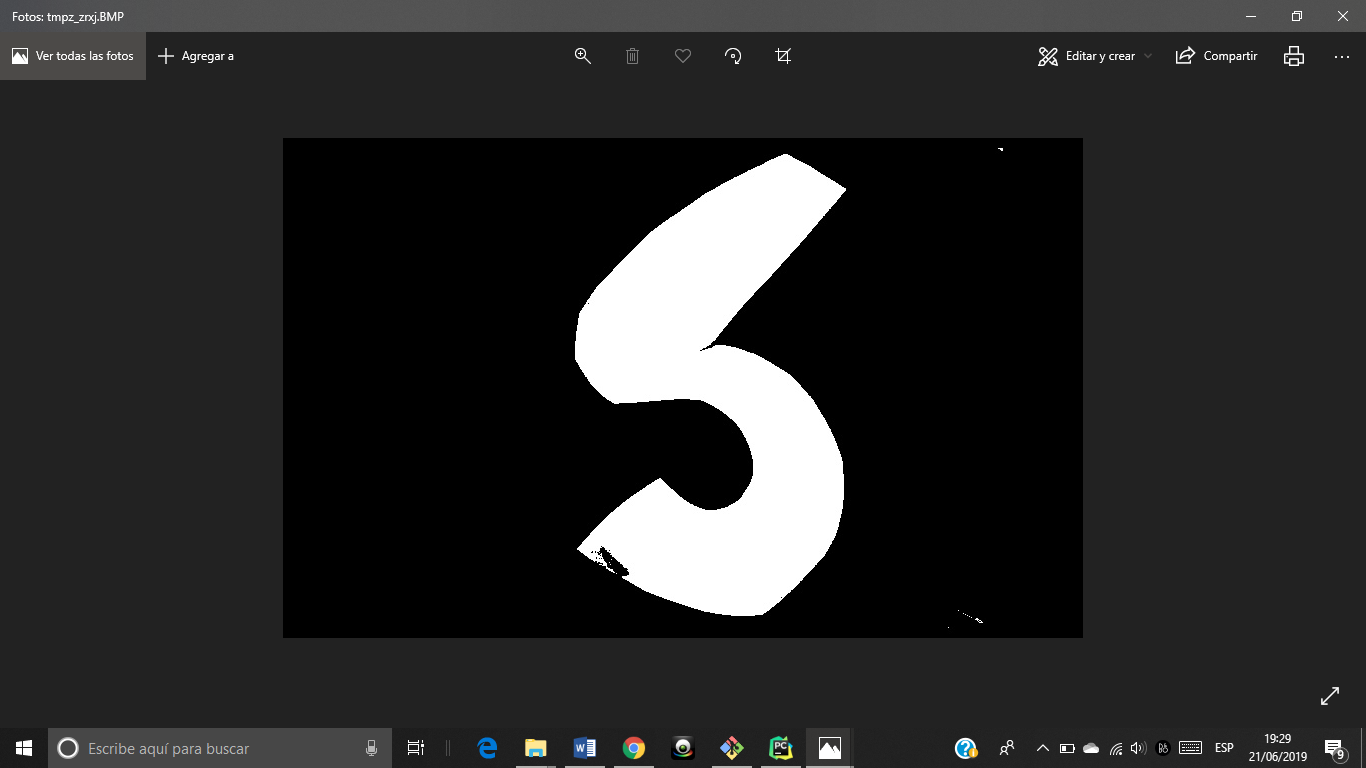 Fotos: tmpz_zrxj.BMP
Ver todas las fotos
Agregar a
Editar y crear
Compartir
S
Escribe aquí para buscar
PC
ESP
19:29
21/06/2019
9